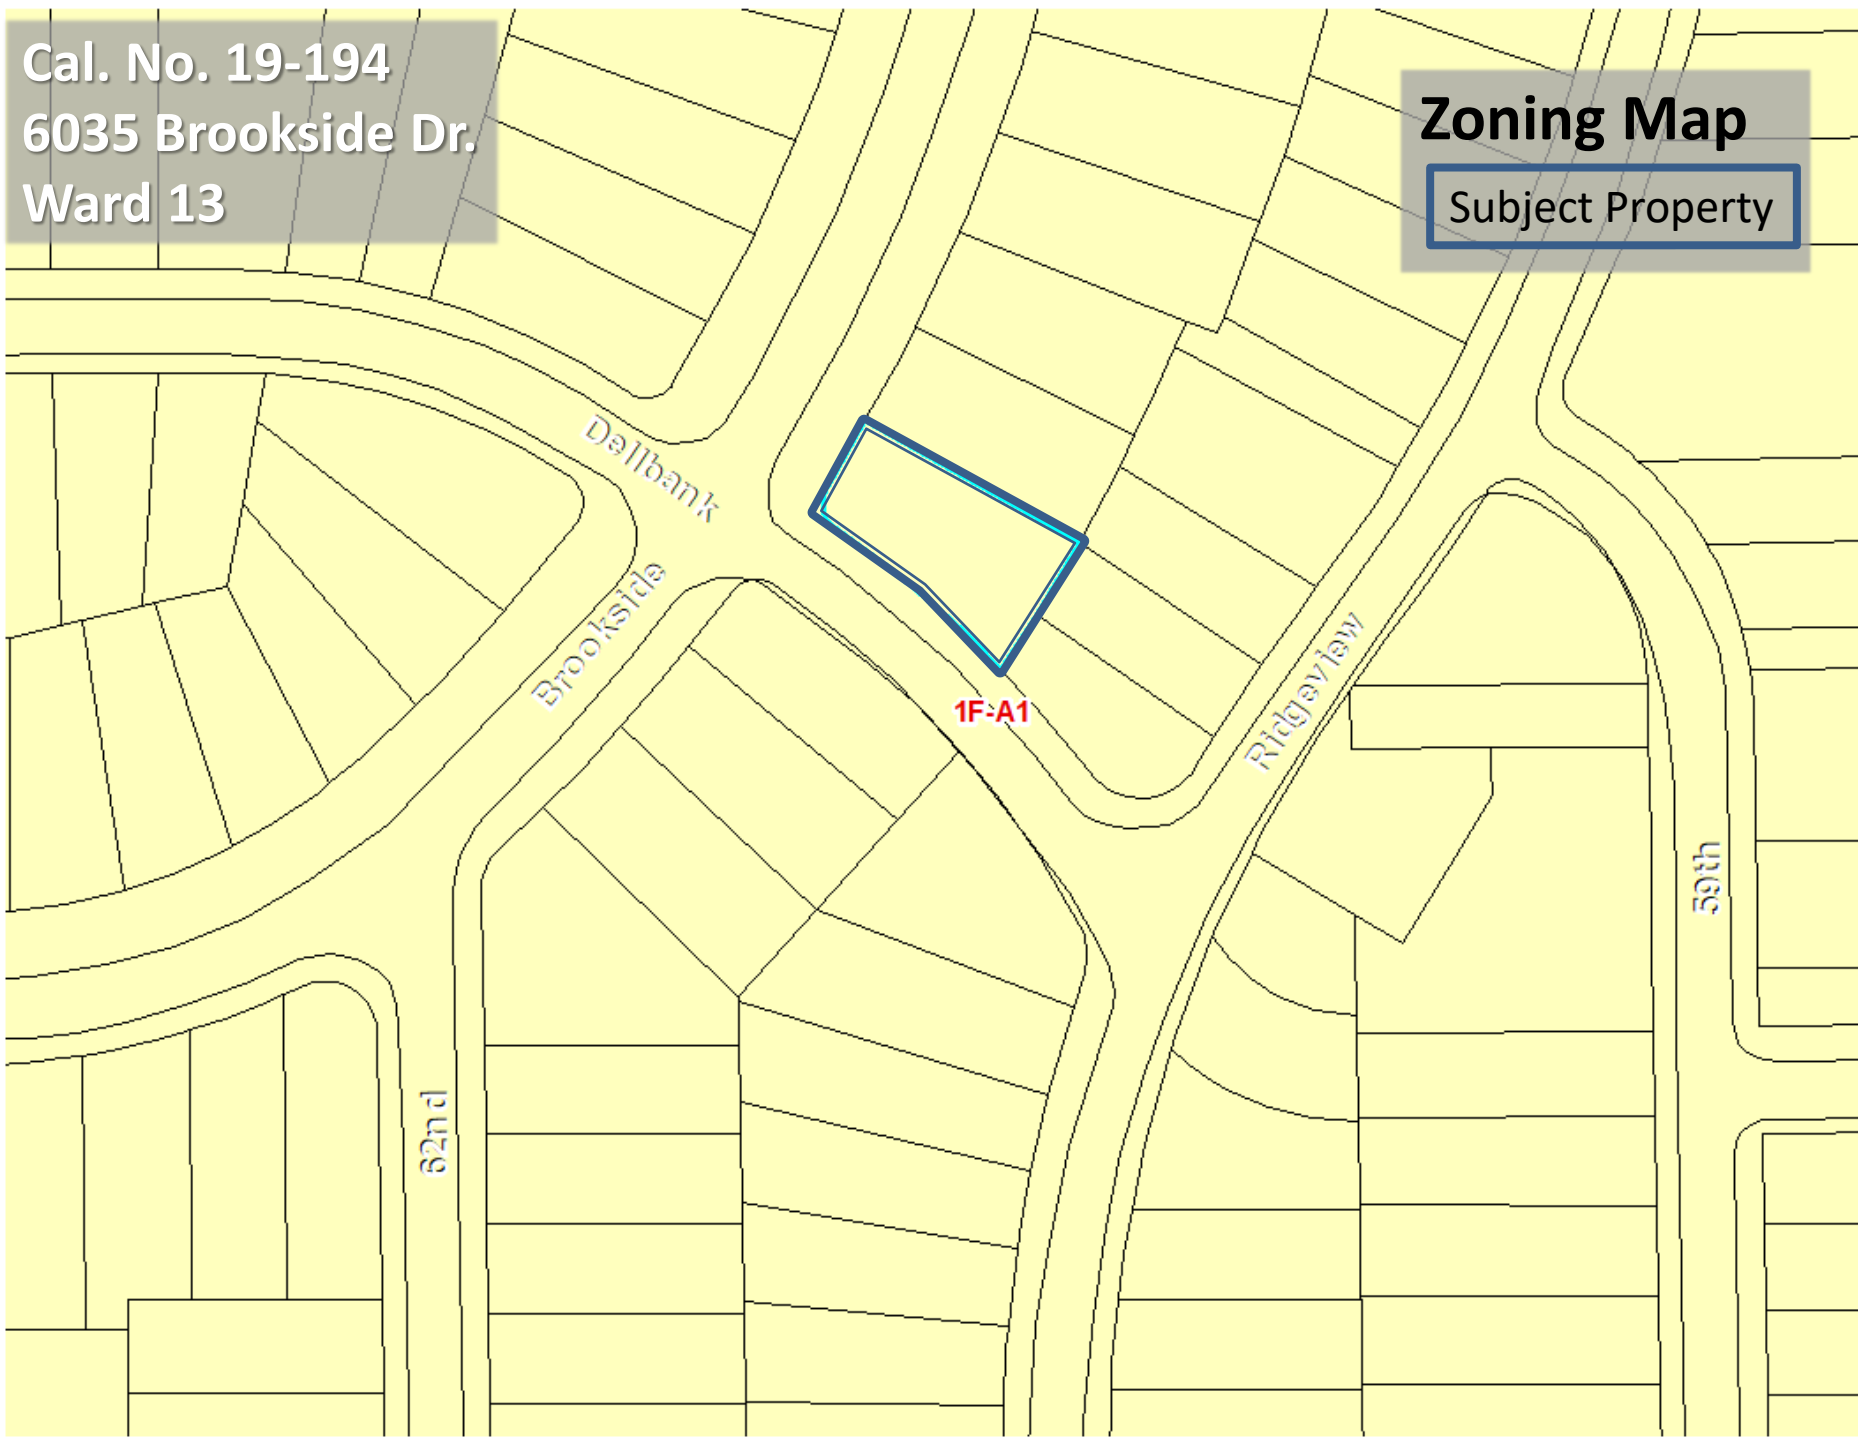 Cal. No. 19-194
6035 Brookside Dr.
Ward 13
Zoning Map
Subject Property
Dellbank
Brookside
1F-A1
Ridgeview
59th
62nd